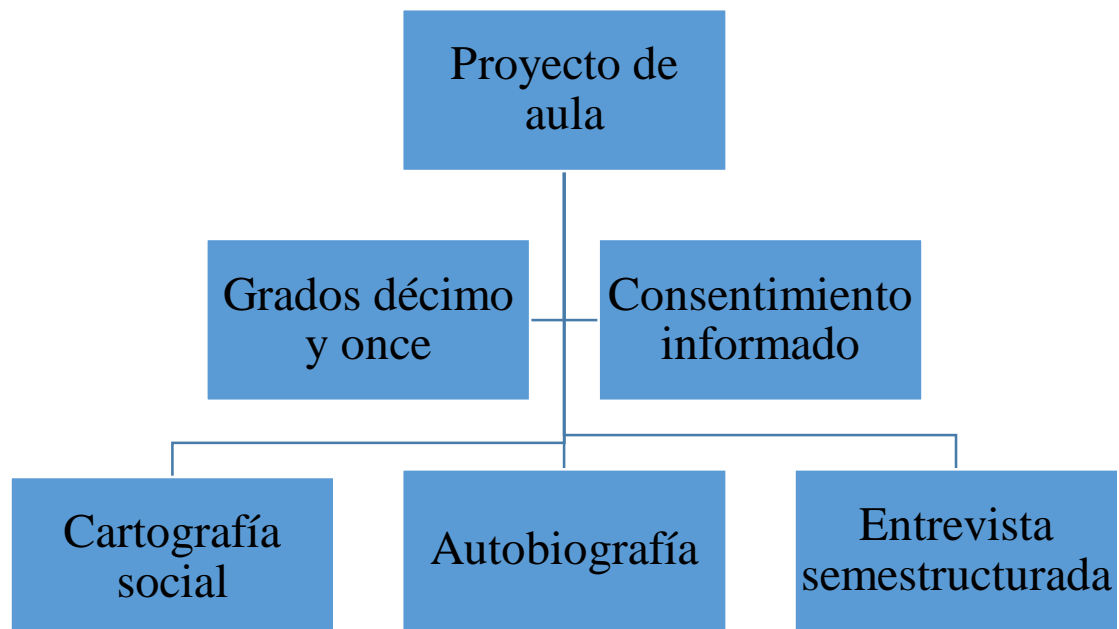 Proyecto de
aula
Grados décimo
y once
Consentimiento
informado
Cartografía
social
Autobiografía
Entrevista
semestructurada